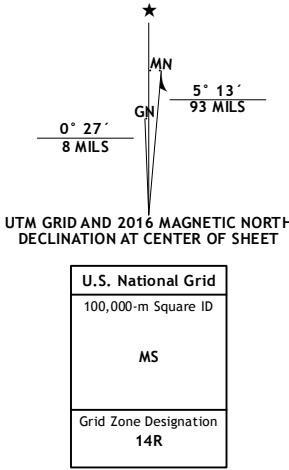 MN
GN
5° 13´
93 MILS
0° 27´
8 MILS
UTM GRID AND 2016 MAGNETIC NORTH
DECLINATION AT CENTER OF SHEET
U.S. National Grid
100,000-m Square ID
MS
Grid Zone Designation
14R